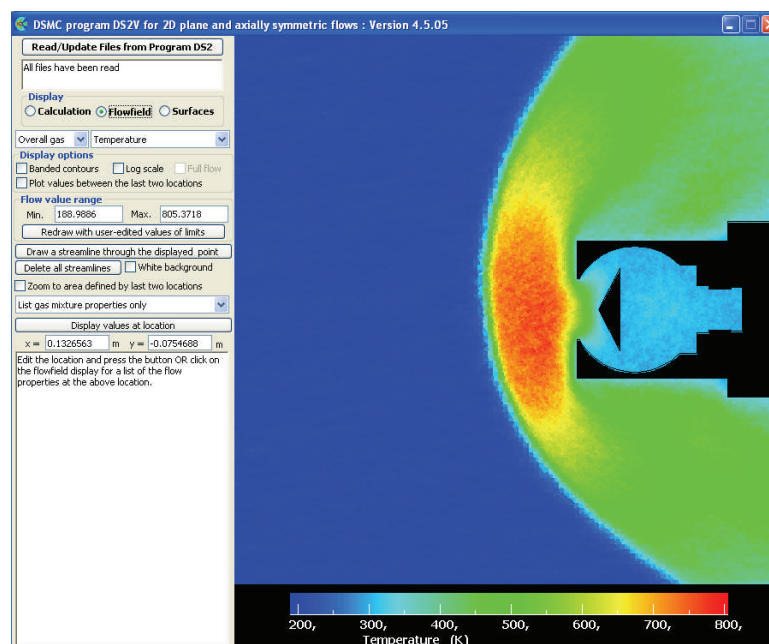 DSMC program DS2V for 2D plane and axially symmetric flows : Version 4.5.05
Read/Update Files from Program DS2
All files have been read
Display
Calculation Flowfield Surfaces
Overall gas Temperature
Display options
Banded contours Log scale Full flow
Plot values between the last two locations
Flow value range
Min. 188.9886 Max. 805.3718
Redraw with user-edited values of limits
Draw a streamline through the displayed point
Delete all streamlines White background
Zoom to area defined by last two locations
List gas mixture properties only
Display values at location
x = 0.1326563 m y = -0.0754688 m
Edit the location and press the button OR click on
the flowfield display for a list of the flow
properties at the above location.
200, 300, 400, 500, 600, 700, 800,
Temperature (K)